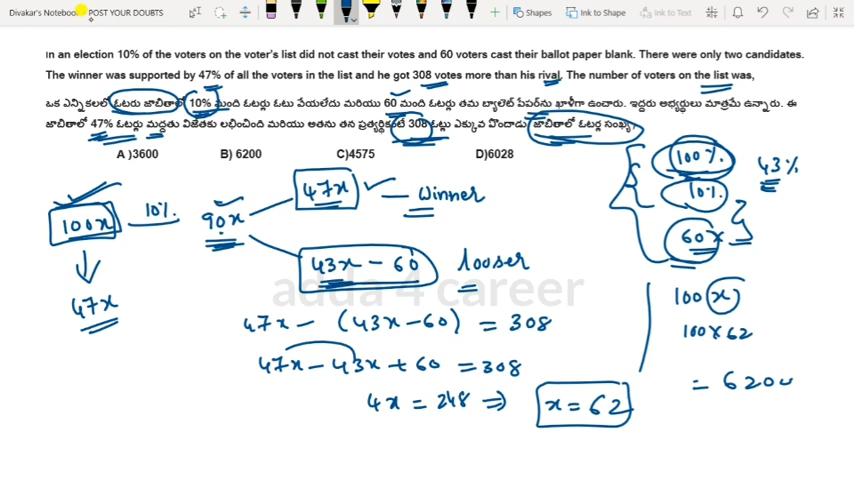 Divakar's Notebook POST YOUR DOUBTS
Shapes Ink to Shape Ink to Text
In an election 10% of the voters on the voter's list did not cast their votes and 60 voters cast their ballot paper blank. There were only two candidates.
The winner was supported by 47% of all the voters in the list and he got 308 votes more than his rival. The number of voters on the list was,
ఒక ఎన్నికలలో ఓటరు జాబితాలో 10% మంది ఓటర్లు ఓటు వేయలేదు మరియు 60 మంది ఓటర్లు తమ బ్యాలెట్ పేపర్‌ను ఖాళీగా ఉంచారు. ఇద్దరు అభ్యర్థులు మాత్రమే ఉన్నారు. ఈ
జాబితాలో 47% ఓటర్లు మద్దతు విజేతకు లభించింది మరియు అతను తన ప్రత్యర్థికంటే 308 ఓట్లు ఎక్కువ పొందాడు. జాబితాలో ఓటర్ల సంఖ్య?
A )3600 B) 6200 C)4575 D)6028
100% 43%
10%
60x
100x 10% 90x 47x — Winner
43x - 60 looser
47x
adda 4 career
47x - (43x-60) = 308
47x - 43x + 60 = 308
4x = 248 ⇒ x = 62
100(x)
100×62
= 6200